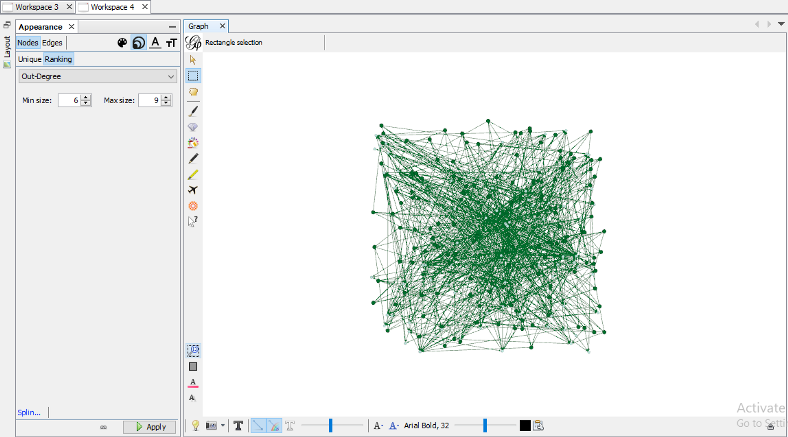 Workspace 3
Workspace 4
Appearance
Graph
Layout
Nodes Edges
A T
Rectangle selection
Unique Ranking
Out-Degree
Min size: 6 Max size: 9
Splin...
Apply
T
T
A- A- Arial Bold, 32
Activate
Go to Setti